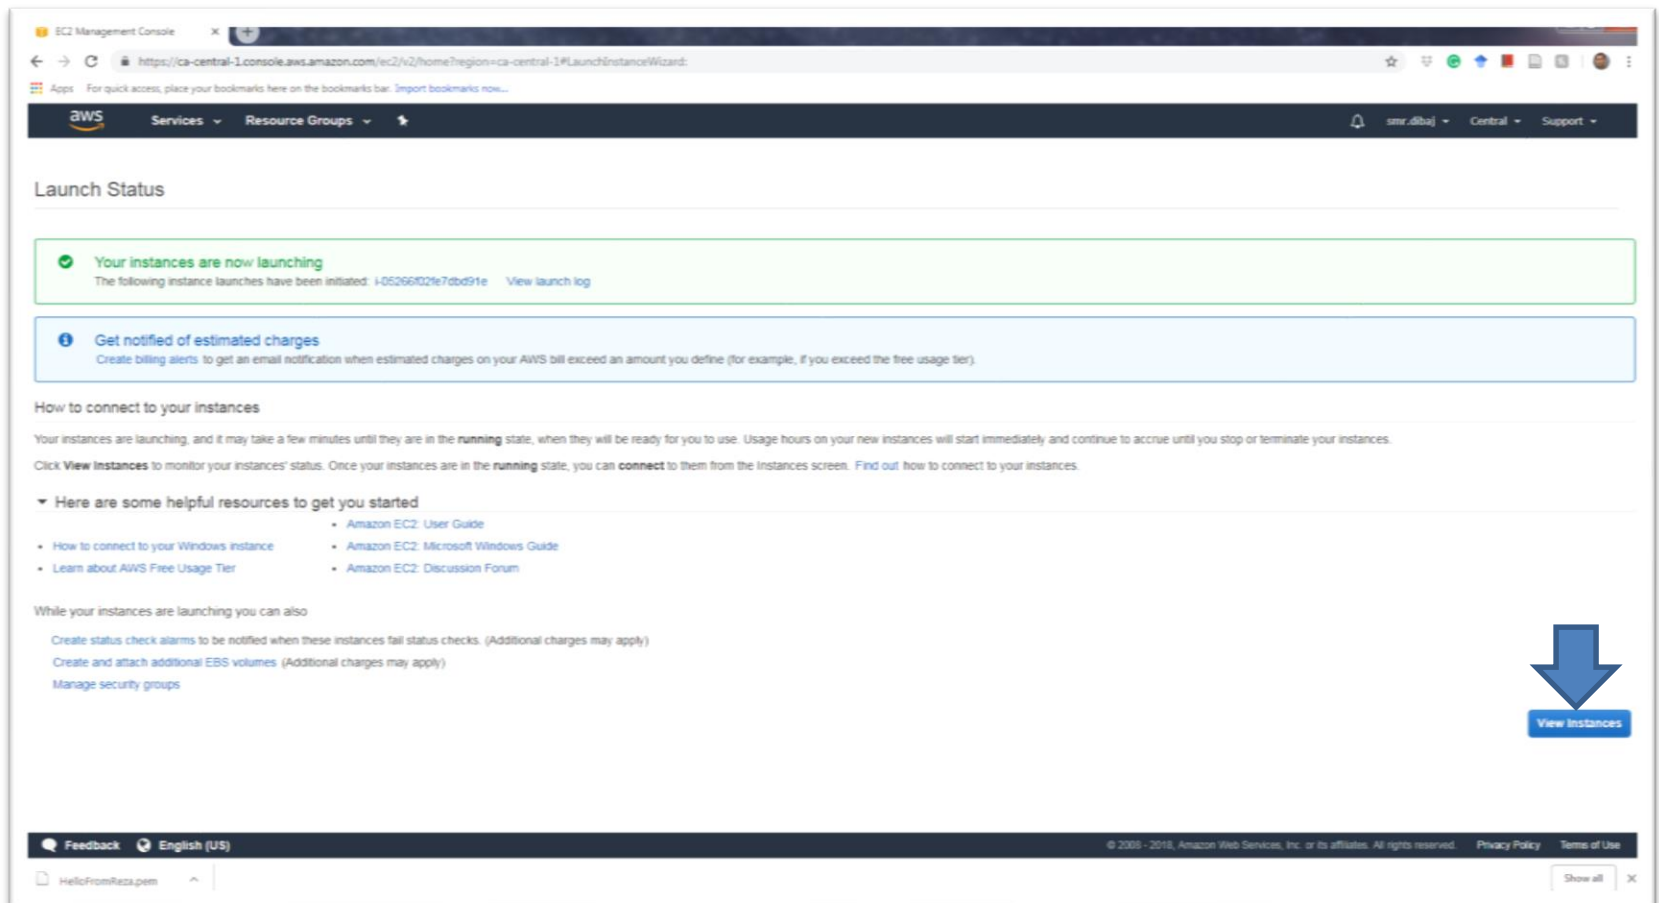 EC2 Management Console
https://ca-central-1.console.aws.amazon.com/ec2/v2/home?region=ca-central-1#LaunchInstanceWizard:
Apps For quick access, place your bookmarks here on the bookmarks bar. Import bookmarks now...
aws Services Resource Groups smr.dibaj Central Support
Launch Status
Your instances are now launching
The following instance launches have been initiated: i-05266f02fe7dbd91e View launch log
Get notified of estimated charges
Create billing alerts to get an email notification when estimated charges on your AWS bill exceed an amount you define (for example, if you exceed the free usage tier).
How to connect to your instances
Your instances are launching, and it may take a few minutes until they are in the running state, when they will be ready for you to use. Usage hours on your new instances will start immediately and continue to accrue until you stop or terminate your instances.
Click View Instances to monitor your instances' status. Once your instances are in the running state, you can connect to them from the Instances screen. Find out how to connect to your instances.
Here are some helpful resources to get you started
• Amazon EC2: User Guide
• How to connect to your Windows instance • Amazon EC2: Microsoft Windows Guide
• Learn about AWS Free Usage Tier • Amazon EC2: Discussion Forum
While your instances are launching you can also
Create status check alarms to be notified when these instances fail status checks. (Additional charges may apply)
Create and attach additional EBS volumes (Additional charges may apply)
Manage security groups
View Instances
Feedback English (US) © 2008 - 2018, Amazon Web Services, Inc. or its affiliates. All rights reserved. Privacy Policy Terms of Use
HelloFromReza.pem Show all